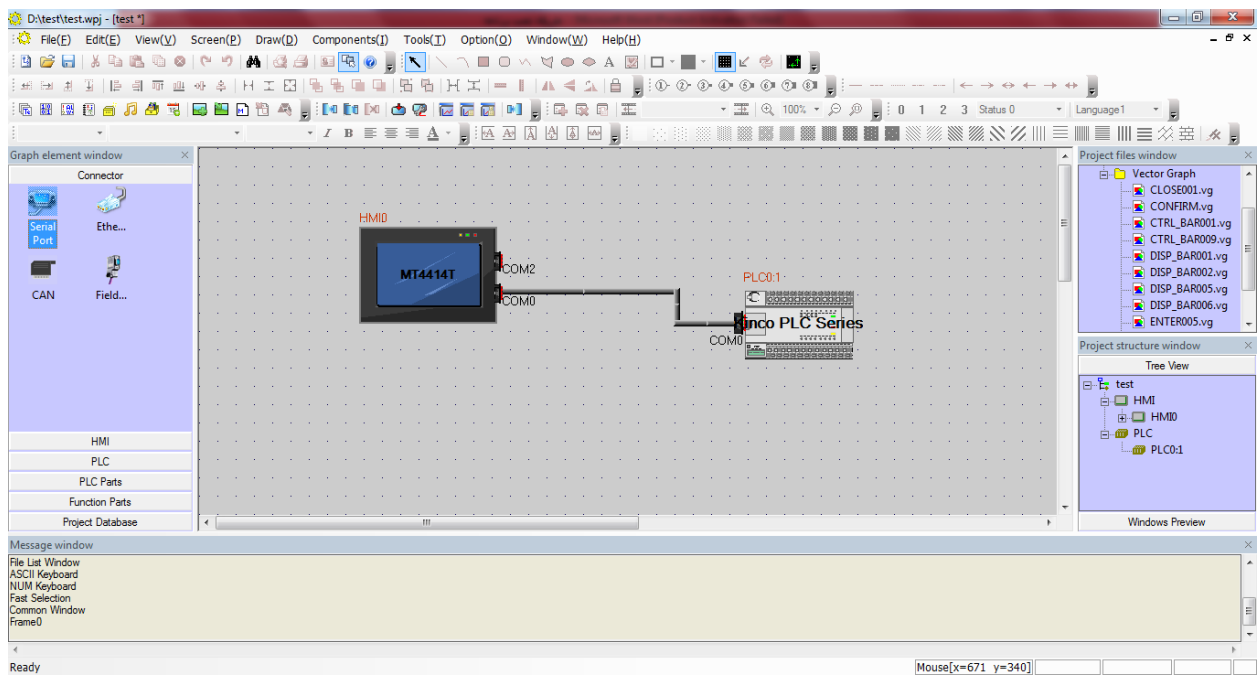 D:\test\test.wpj - [test *]
File(F) Edit(E) View(V) Screen(P) Draw(D) Components(I) Tools(T) Option(O) Window(W) Help(H)
100%
0 1 2 3 Status 0 Language1
Graph element window
Connector
Serial Port
Ethe...
CAN
Field...
HMI
PLC
PLC Parts
Function Parts
Project Database
HMI0
MT4414T
COM2
COM0
PLC0:1
inco PLC Series
COM0
Project files window
Vector Graph
CLOSE001.vg
CONFIRM.vg
CTRL_BAR001.vg
CTRL_BAR009.vg
DISP_BAR001.vg
DISP_BAR002.vg
DISP_BAR005.vg
DISP_BAR006.vg
ENTER005.vg
Project structure window
Tree View
test
HMI
HMI0
PLC
PLC0:1
Windows Preview
Message window
File List Window
ASCII Keyboard
NUM Keyboard
Fast Selection
Common Window
Frame0
Ready
Mouse[x=671 y=340]